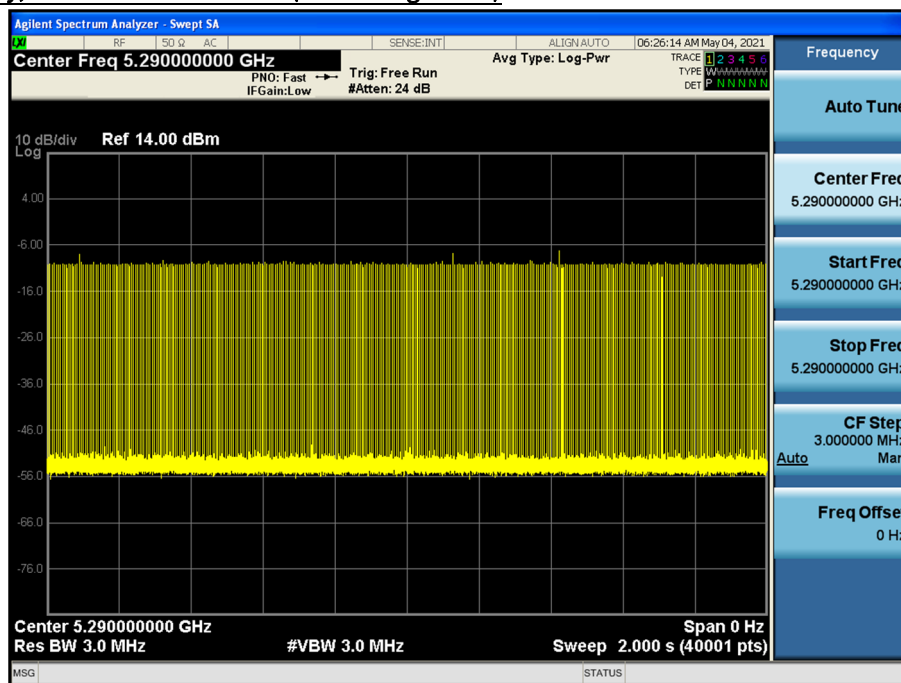 Agilent Spectrum Analyzer - Swept SA
LXI RF 50 Ω AC SENSE:INT ALIGN AUTO 06:26:14 AM May 04, 2021
Center Freq 5.290000000 GHz
PNO: Fast
IFGain:Low
Trig: Free Run
#Atten: 24 dB
Avg Type: Log-Pwr
TRACE 1 2 3 4 5 6
TYPE W
DET P N N N N N
10 dB/div Ref 14.00 dBm
Log
4.00
-6.00
-16.0
-26.0
-36.0
-46.0
-56.0
-66.0
-76.0
Center 5.290000000 GHz Span 0 Hz
Res BW 3.0 MHz #VBW 3.0 MHz Sweep 2.000 s (40001 pts)
MSG STATUS
Frequency
Auto Tune
Center Freq
5.290000000 GHz
Start Freq
5.290000000 GHz
Stop Freq
5.290000000 GHz
CF Step
3.000000 MHz
Auto Man
Freq Offset
0 Hz